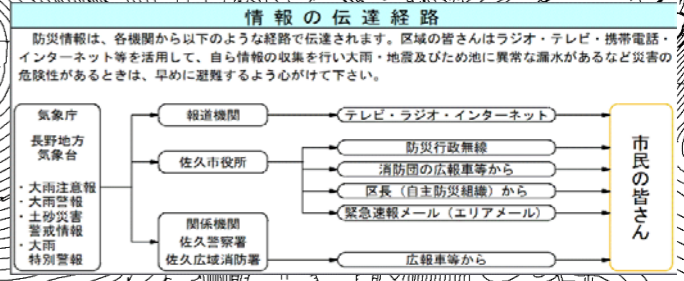 情報の伝達経路
防災情報は、各機関から以下のような経路で伝達されます。区域の皆さんはラジオ・テレビ・携帯電話・
インターネット等を活用して、自ら情報の収集を行い大雨・地震及びため池に異常な漏水があるなど災害の
危険性があるときは、早めに避難するよう心がけて下さい。
気象庁
長野地方
気象台
・大雨注意報
・大雨警報
・土砂災害
警戒情報
・大雨
特別警報
報道機関
佐久市役所
関係機関
佐久警察署
佐久広域消防署
テレビ・ラジオ・インターネット
防災行政無線
消防団の広報車等から
区長（自主防災組織）から
緊急速報メール（エリアメール）
広報車等から
市民の皆さん